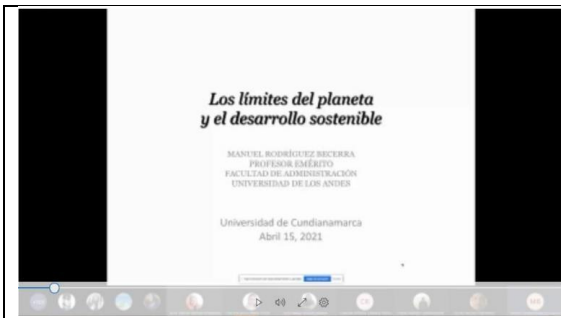 Los límites del planeta
y el desarrollo sostenible
MANUEL RODRÍGUEZ BECERRA
PROFESOR EMÉRITO
FACULTAD DE ADMINISTRACIÓN
UNIVERSIDAD DE LOS ANDES
Universidad de Cundianamarca
Abril 15, 2021